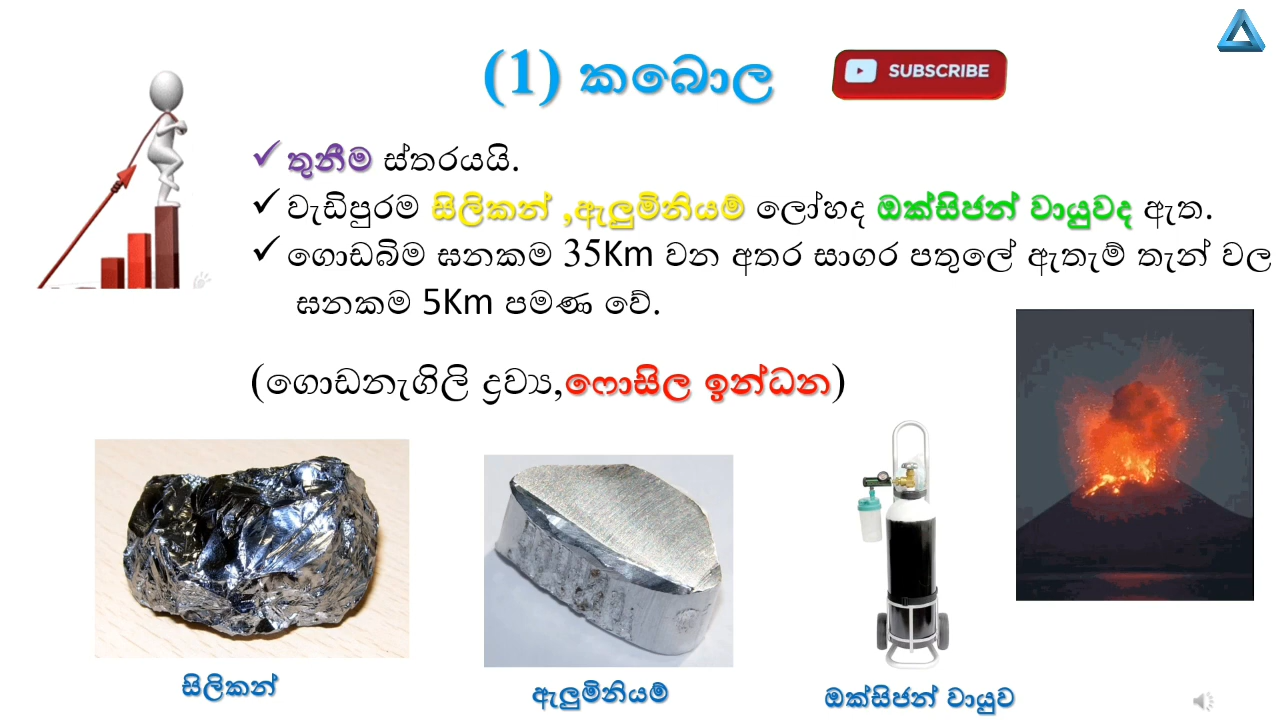 (1) කබොල
SUBSCRIBE
තුනීම ස්තරයයි.
වැඩිපුරම සිලිකන් ,ඇලුමිනියම් ලෝහද ඔක්සිජන් වායුවද ඇත.
ගොඩබිම ඝනකම 35Km වන අතර සාගර පතුලේ ඇතැම් තැන් වල
ඝනකම 5Km පමණ වේ.
(ගොඩනැගිලි ද්‍රව්‍ය,ෆොසිල ඉන්ධන)
සිලිකන්
ඇලුමිනියම්
ඔක්සිජන් වායුව